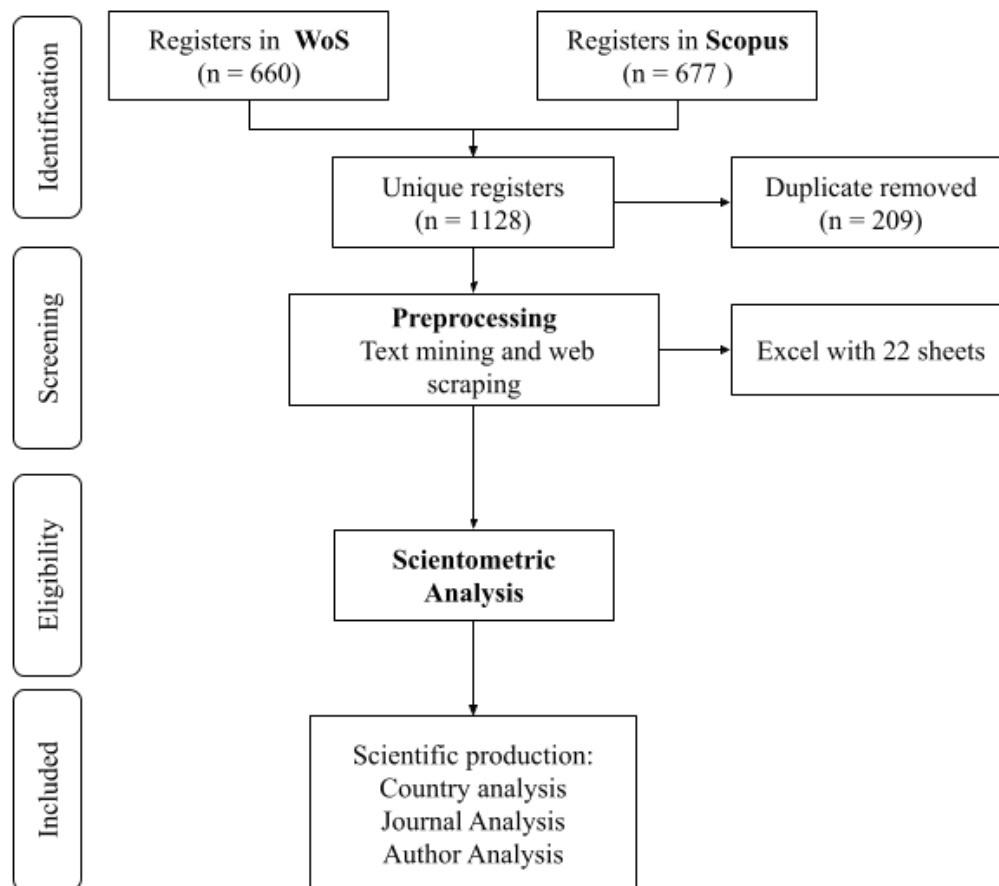 Identification
Registers in WoS
(n = 660)
Registers in Scopus
(n = 677 )
Unique registers
(n = 1128)
Duplicate removed
(n = 209)
Screening
Preprocessing
Text mining and web
scraping
Excel with 22 sheets
Eligibility
Scientometric
Analysis
Included
Scientific production:
Country analysis
Journal Analysis
Author Analysis